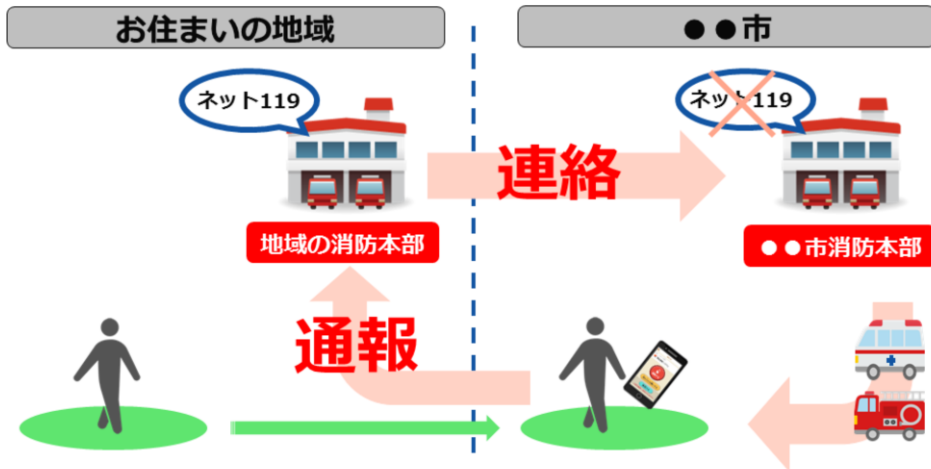 お住まいの地域
●●市
ネット119
ネット119
連絡
地域の消防本部
●●市消防本部
通報